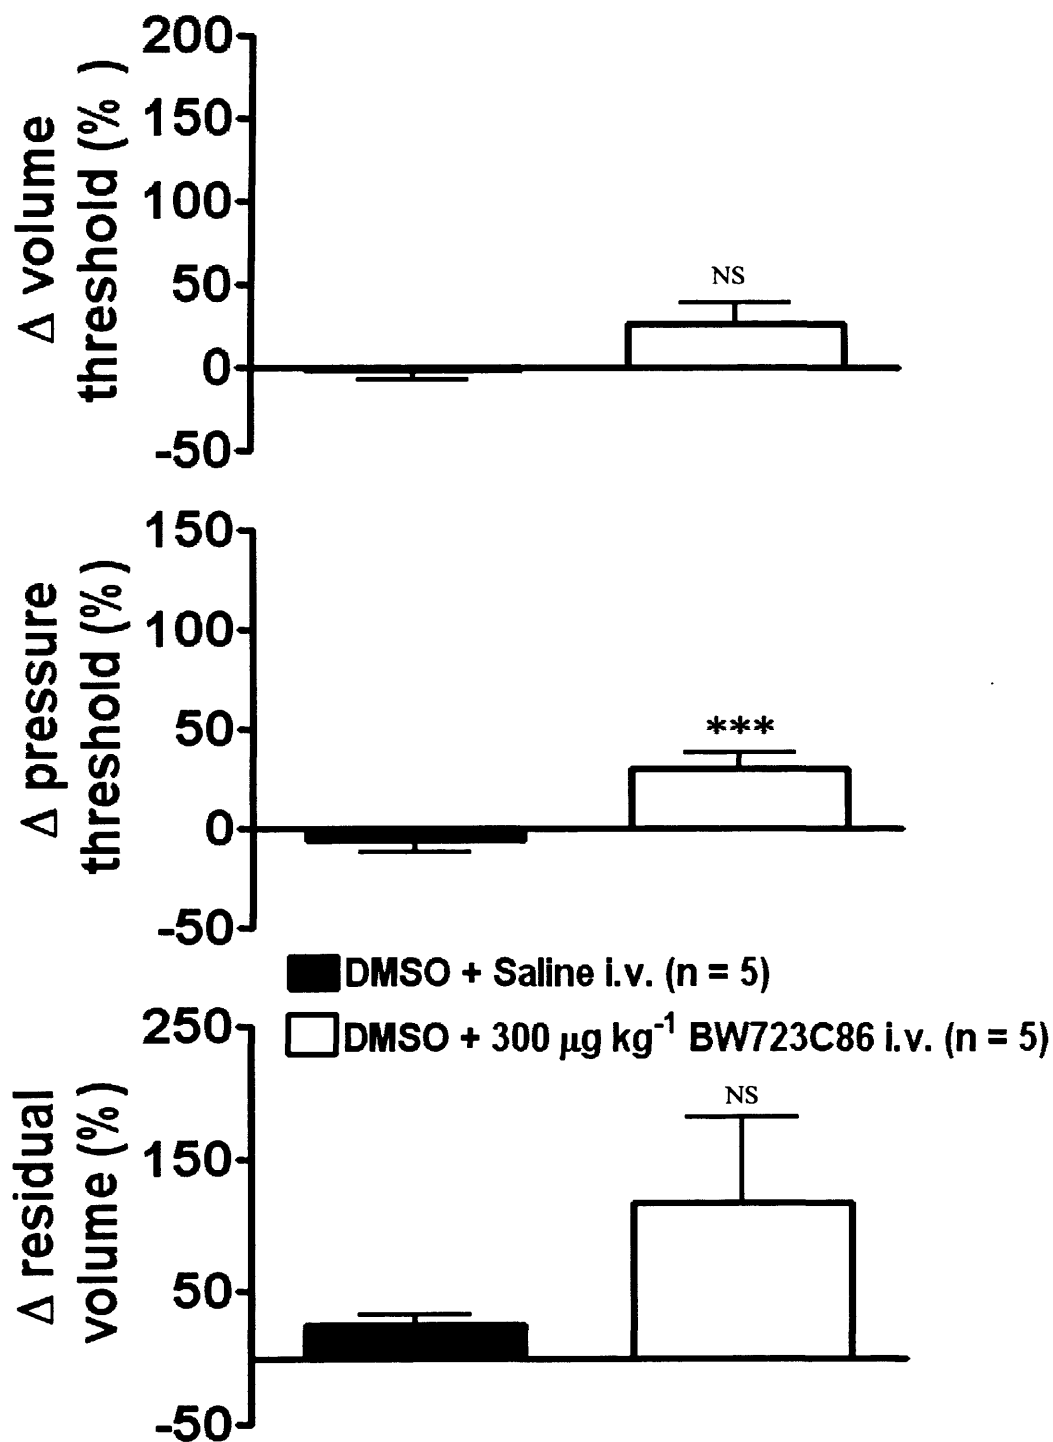 200
150
100
50
0
-50
Δ volume
threshold (% )
NS
150
100
50
0
-50
Δ pressure
threshold (%)
***
DMSO + Saline i.v. (n = 5)
DMSO + 300 μg kg⁻¹ BW723C86 i.v. (n = 5)
250
150
50
-50
Δ residual
volume (%)
NS